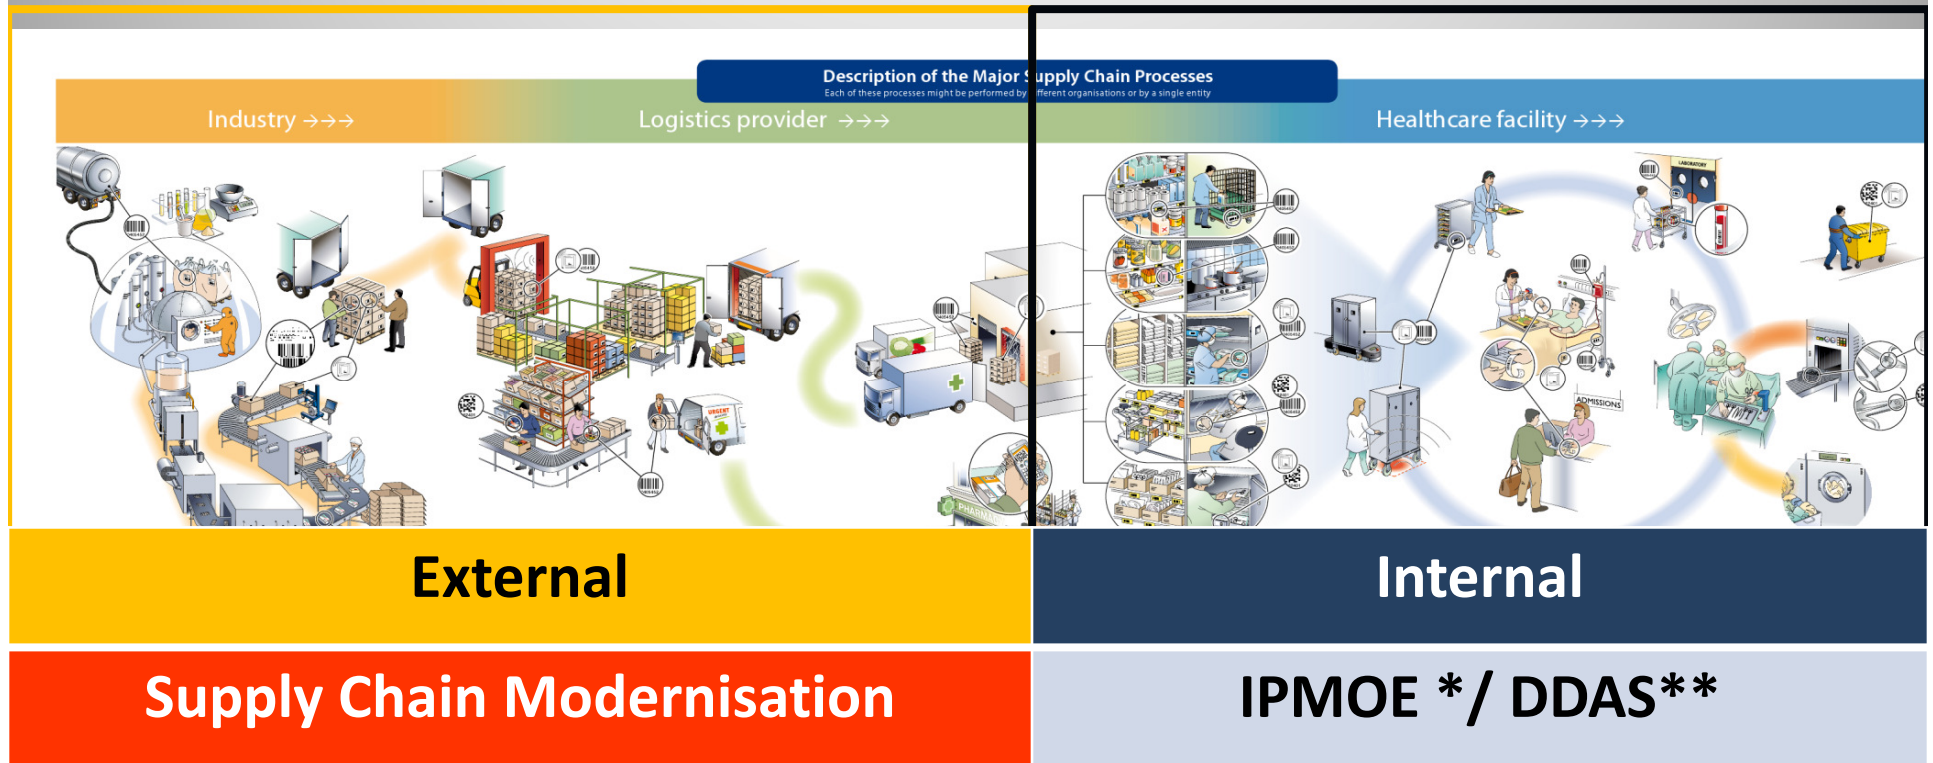 Description of the Major Supply Chain Processes
Each of these processes might be performed by different organisations or by a single entity
Industry →→→
Logistics provider →→→
Healthcare facility →→→
LABORATORY
URGENT
ADMISSIONS
External
Internal
Supply Chain Modernisation
IPMOE */ DDAS**